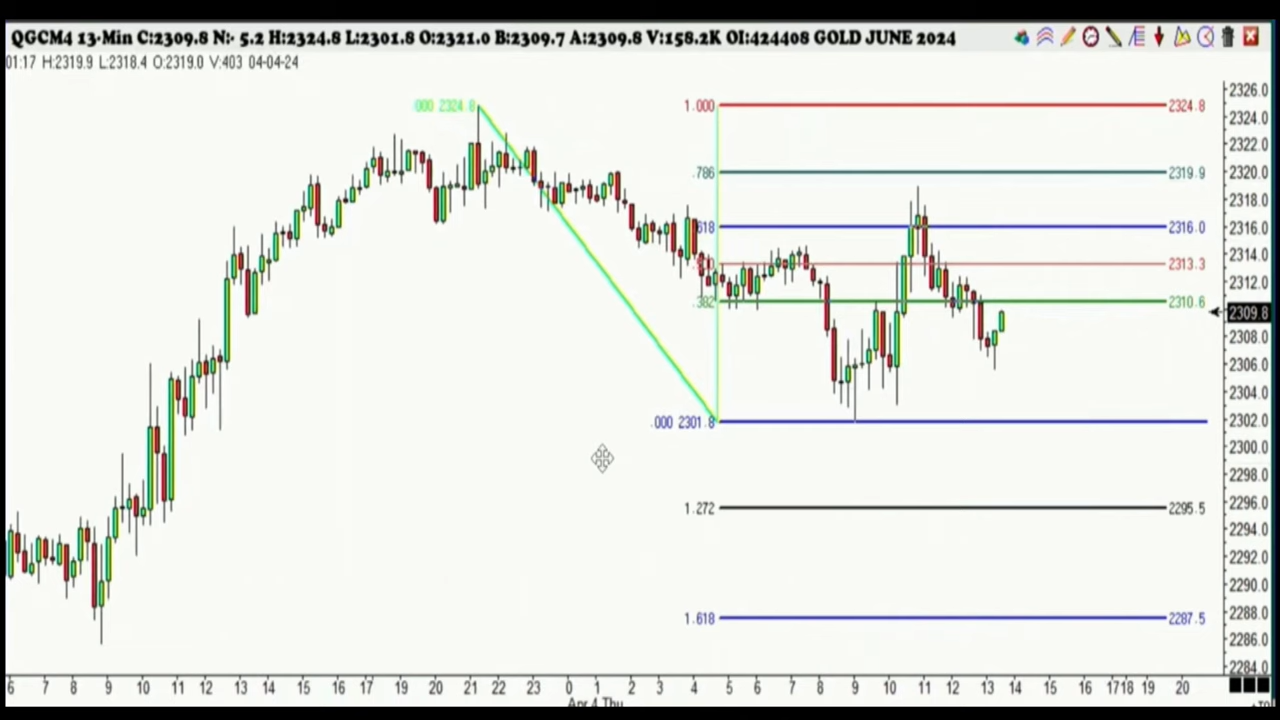 QGCM4 13-Min C:2309.8 N:- 5.2 H:2324.8 L:2301.8 O:2321.0 B:2309.7 A:2309.8 V:158.2K OI:424408 GOLD JUNE 2024
01:17 H:2319.9 L:2318.4 O:2319.0 V:403 04-04-24
2326.0
.000 2324.8 1.000 2324.8
2324.0
2322.0
.786 2319.9 2320.0
2318.0
618 2316.0 2316.0
2313.3 2314.0
2312.0
.382 2310.6
2309.8
2308.0
2306.0
2304.0
.000 2301.8 2302.0
2300.0
2298.0
1.272 2295.5 2296.0
2294.0
2292.0
2290.0
2288.0
1.618 2287.5
2286.0
2284.0
6 7 8 9 10 11 12 13 14 15 16 17 19 20 21 22 23 0 1 2 3 4 5 6 7 8 9 10 11 12 13 14 15 16 17 18 19 20
Apr 4 Thu